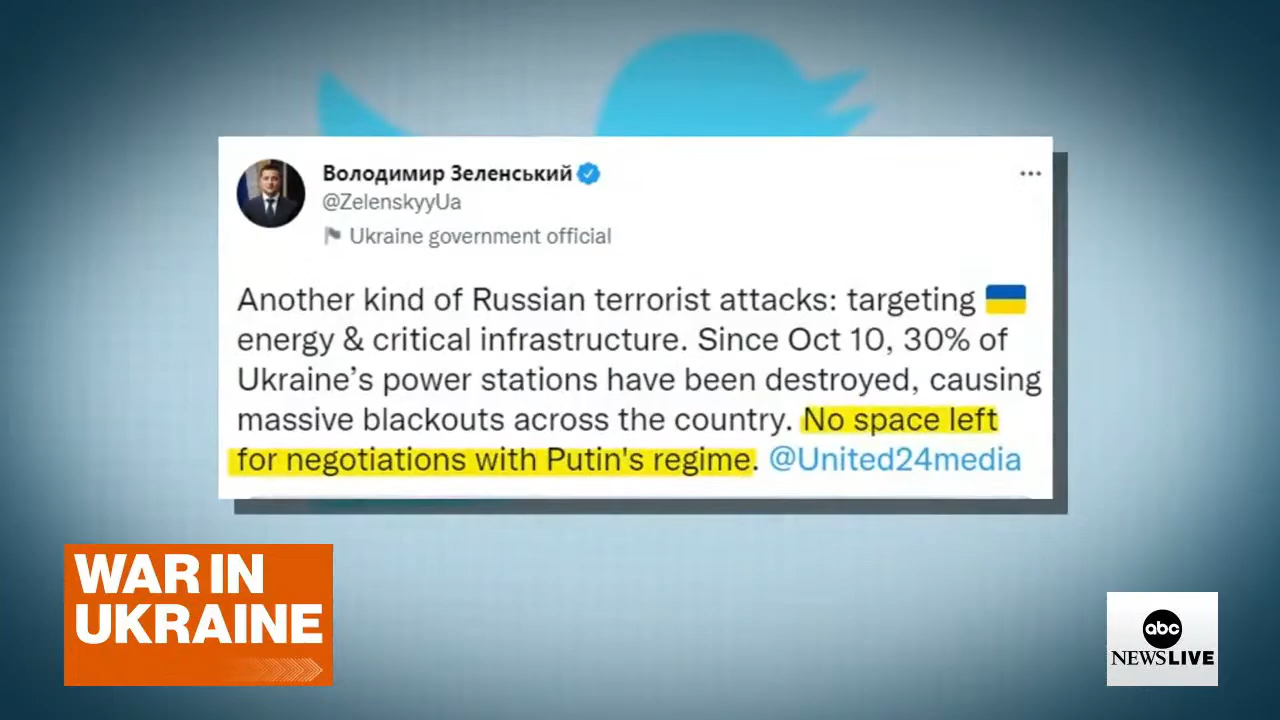 Володимир Зеленський
@ZelenskyyUa
Ukraine government official
Another kind of Russian terrorist attacks: targeting 🇺🇦
energy & critical infrastructure. Since Oct 10, 30% of
Ukraine’s power stations have been destroyed, causing
massive blackouts across the country. No space left
for negotiations with Putin's regime. @United24media
WAR IN
UKRAINE
abc
NEWSLIVE